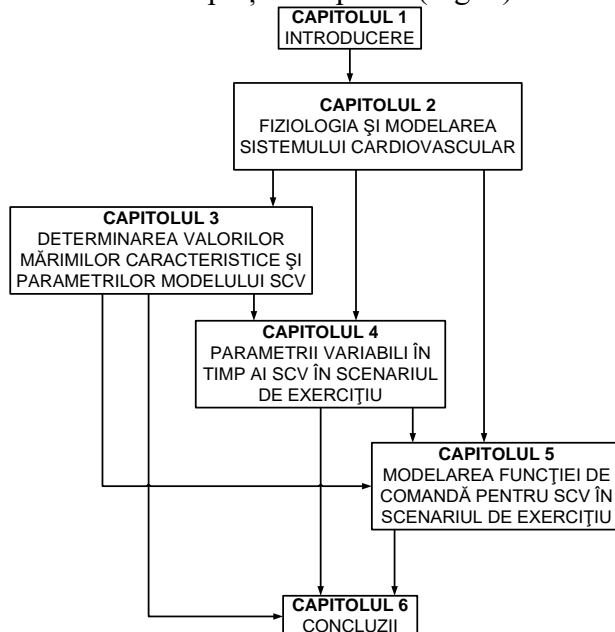 CAPITOLUL 1
INTRODUCERE
CAPITOLUL 2
FIZIOLOGIA ŞI MODELAREA
SISTEMULUI CARDIOVASCULAR
CAPITOLUL 3
DETERMINAREA VALORILOR
MĂRIMILOR CARACTERISTICE ŞI
PARAMETRILOR MODELULUI SCV
CAPITOLUL 4
PARAMETRII VARIABILI ÎN
TIMP AI SCV ÎN SCENARIUL
DE EXERCIŢIU
CAPITOLUL 5
MODELAREA FUNCŢIEI DE
COMANDĂ PENTRU SCV ÎN
SCENARIUL DE EXERCIŢIU
CAPITOLUL 6
CONCLUZII